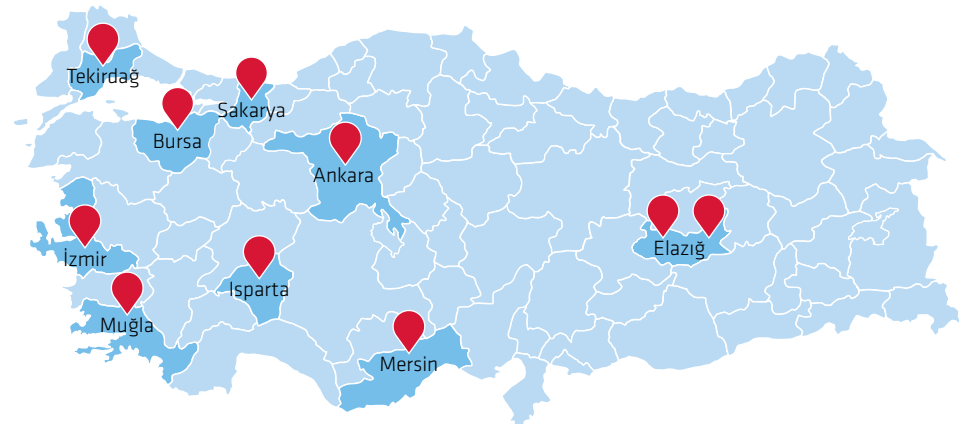 Tekirdağ
Sakarya
Bursa
Ankara
Elazığ
İzmir
Isparta
Muğla
Mersin